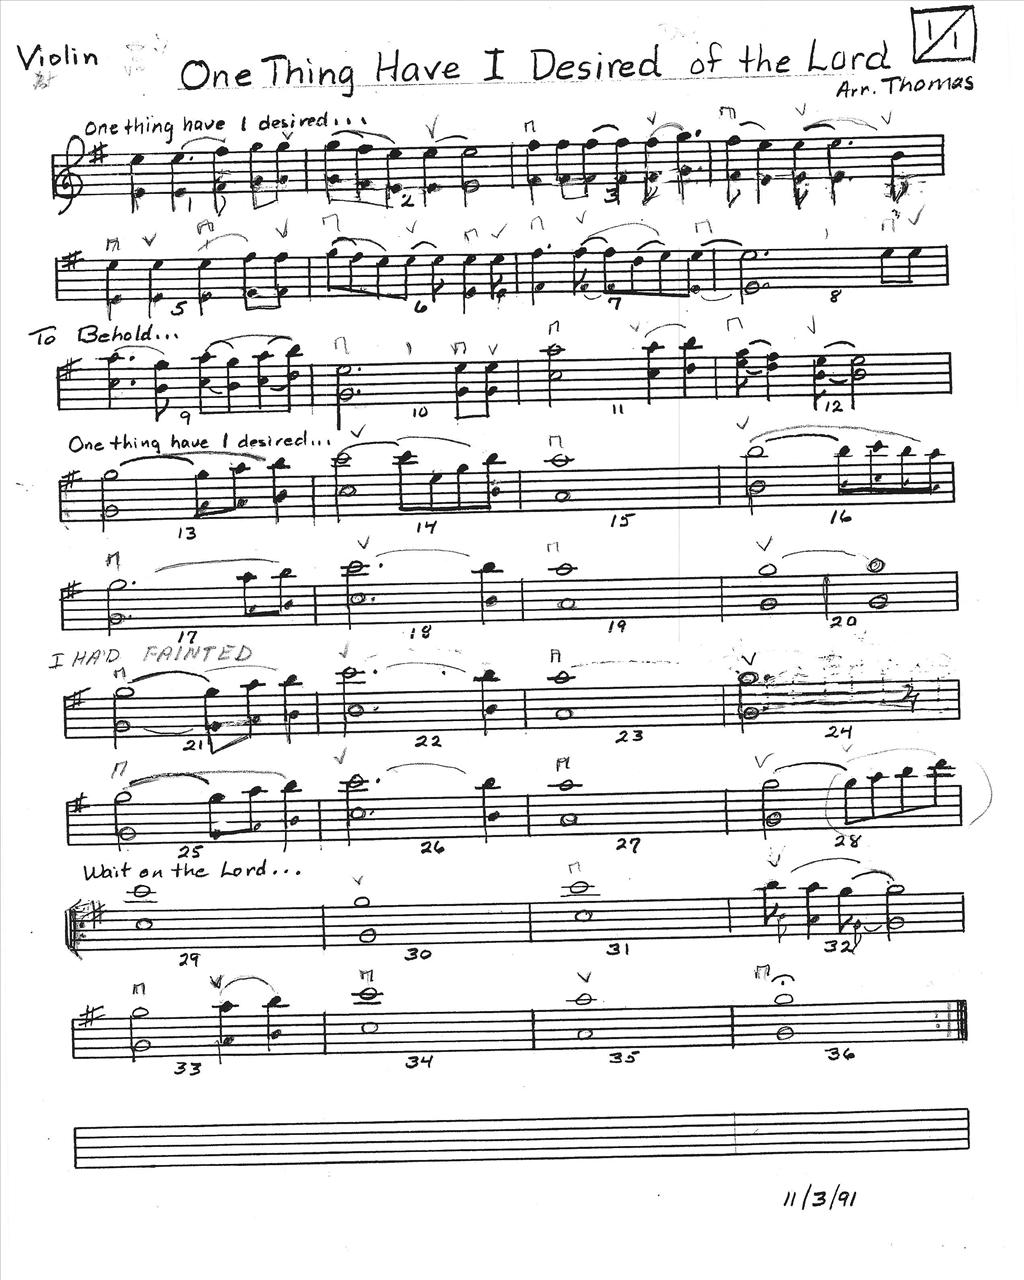 Violin
One Thing Have I Desired of the Lord
1/1
Arr. Thomas
One thing have I desired...
1 2 3
5 6 7 8
To Behold...
9 10 11 12
One thing have I desired...
13 14 15 16
17 18 19 20
I HAD FAINTED
21 22 23 24
25 26 27 28
Wait on the Lord...
29 30 31 32
33 34 35 36
11/3/91